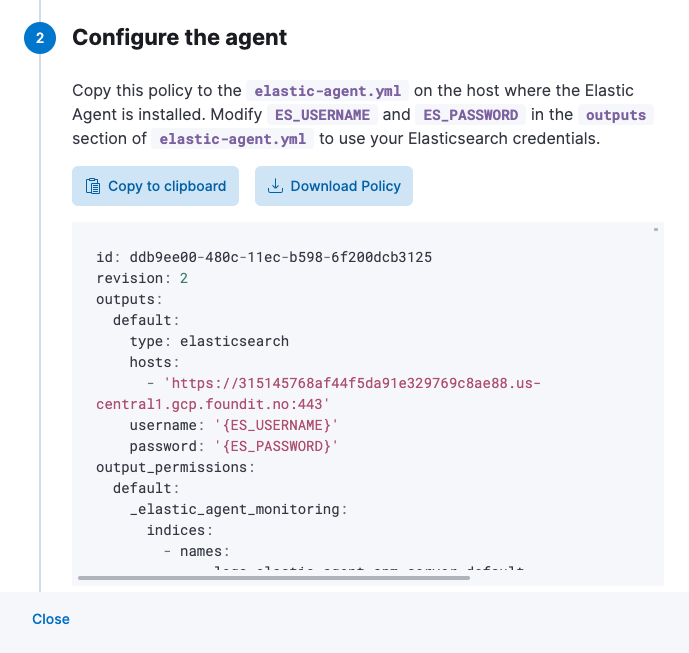 2
Configure the agent
Copy this policy to the elastic-agent.yml on the host where the Elastic
Agent is installed. Modify ES_USERNAME and ES_PASSWORD in the outputs
section of elastic-agent.yml to use your Elasticsearch credentials.
Copy to clipboard
Download Policy
id: ddb9ee00-480c-11ec-b598-6f200dcb3125
revision: 2
outputs:
default:
type: elasticsearch
hosts:
- 'https://315145768af44f5da91e329769c8ae88.us-
central1.gcp.foundit.no:443'
username: '{ES_USERNAME}'
password: '{ES_PASSWORD}'
output_permissions:
default:
_elastic_agent_monitoring:
indices:
- names:
Close